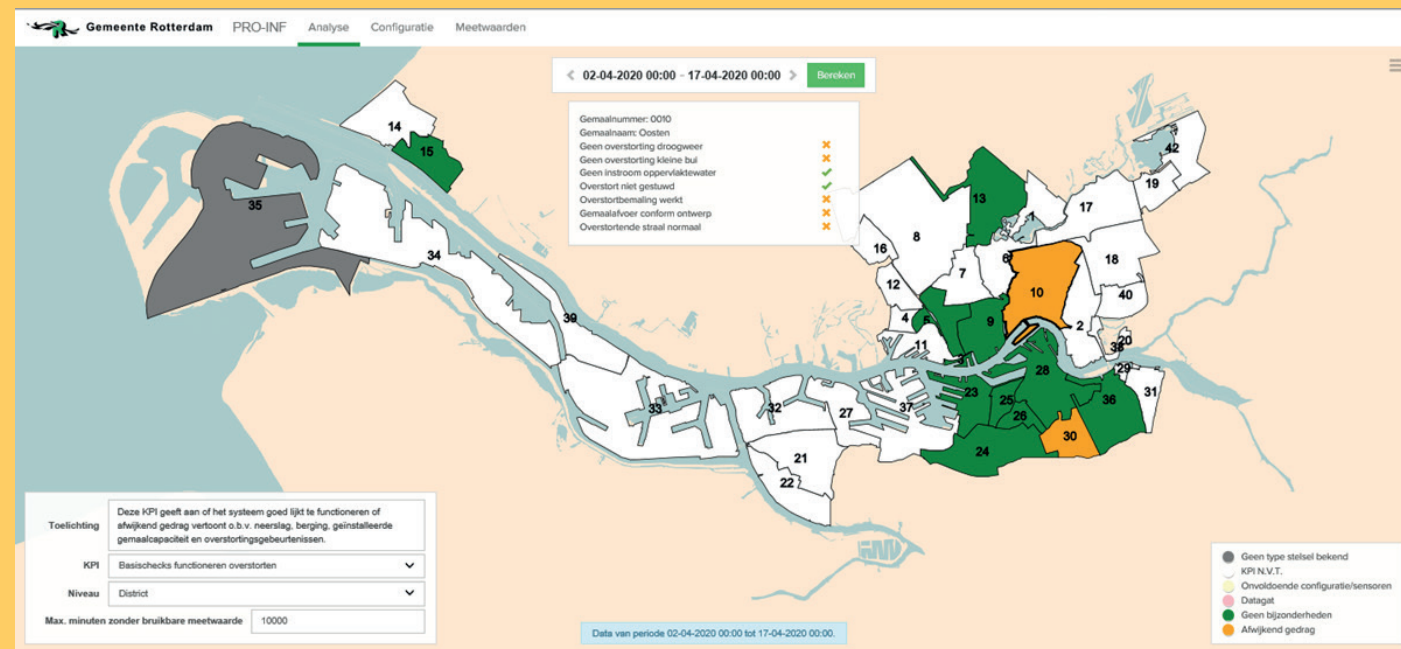 Gemeente Rotterdam PRO-INF Analyse Configuratie Meetwaarden
02-04-2020 00:00 - 17-04-2020 00:00 Bereken
Gemaalnummer: 0010
Gemaalnaam: Oosten
Geen overstorting droogweer
Geen overstorting kleine bui
Geen instroom oppervlaktewater
Overstort niet gestuwd
Overstortbemaling werkt
Gemaalafvoer conform ontwerp
Overstortende straal normaal
14
15
35
34
39
33
32
27
37
21
22
42
19
17
1
13
8
16
7
6
18
12
10
40
4
5
9
2
20
38
11
3
28
29
23
25
26
36
31
30
24
Toelichting
Deze KPI geeft aan of het systeem goed lijkt te functioneren of
afwijkend gedrag vertoont o.b.v. neerslag, berging, geïnstalleerde
gemaalcapaciteit en overstortingsgebeurtenissen.
KPI Basischecks functioneren overstorten
Niveau District
Max. minuten zonder bruikbare meetwaarde 10000
Data van periode 02-04-2020 00:00 tot 17-04-2020 00:00.
Geen type stelsel bekend
KPI N.V.T.
Onvoldoende configuratie/sensoren
Datagat
Geen bijzonderheden
Afwijkend gedrag